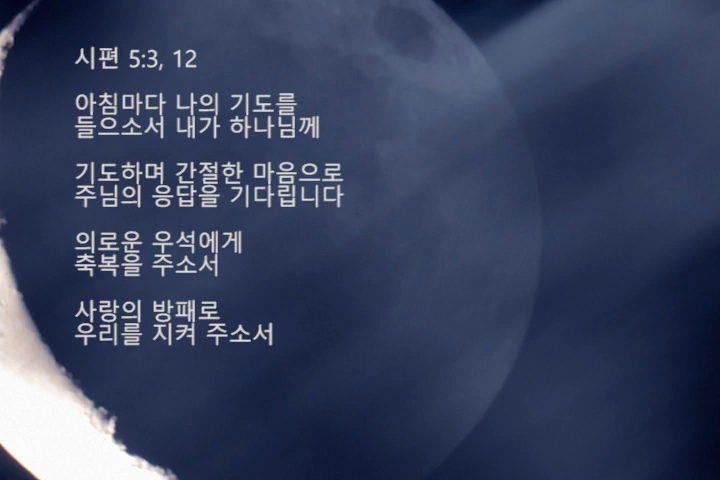 시편 5:3, 12
아침마다 나의 기도를
들으소서 내가 하나님께
기도하며 간절한 마음으로
주님의 응답을 기다립니다
의로운 우석에게
축복을 주소서
사랑의 방패로
우리를 지켜 주소서